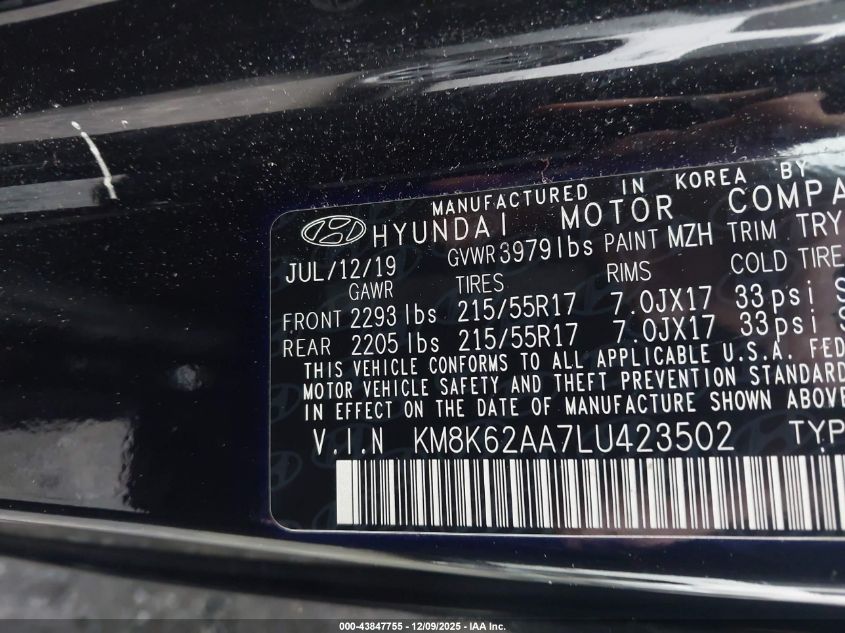 MANUFACTURED IN KOREA BY
HYUNDAI MOTOR COMPA
JUL/12/19 GVWR 3979 lbs PAINT MZH TRIM TRY
GAWR TIRES RIMS COLD TIRE
FRONT 2293 lbs 215/55R17 7.0JX17 33psi S
REAR 2205 lbs 215/55R17 7.0JX17 33psi S
THIS VEHICLE CONFORMS TO ALL APPLICABLE U.S.A. FED
MOTOR VEHICLE SAFETY AND THEFT PREVENTION STANDARD
IN EFFECT ON THE DATE OF MANUFACTURE SHOWN ABOVE
V.I.N KM8K62AA7LU423502 TYP
000-43847755 - 12/09/2025 - IAA Inc.